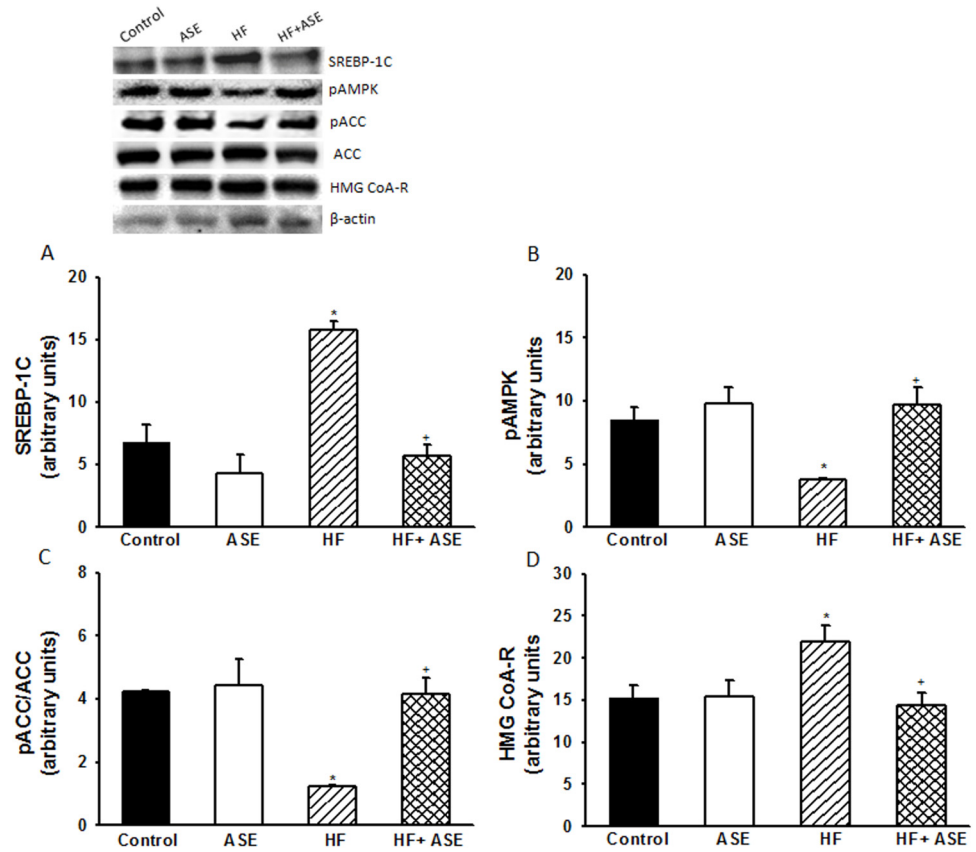 Control ASE HF HF+ASE
SREBP-1C
pAMPK
pACC
ACC
HMG CoA-R
β-actin
A
SREBP-1C
(arbitrary units)
20
15
10
5
0
*
+
Control ASE HF HF+ ASE
B
pAMPK
(arbitrary units
20
15
10
5
0
*
+
Control ASE HF HF+ ASE
C
pACC/ACC
(arbitrary units)
8
6
4
2
0
*
+
Control ASE HF HF+ ASE
D
HMG CoA-R
(arbitrary units
30
25
20
15
10
5
0
*
+
Control ASE HF HF+ ASE